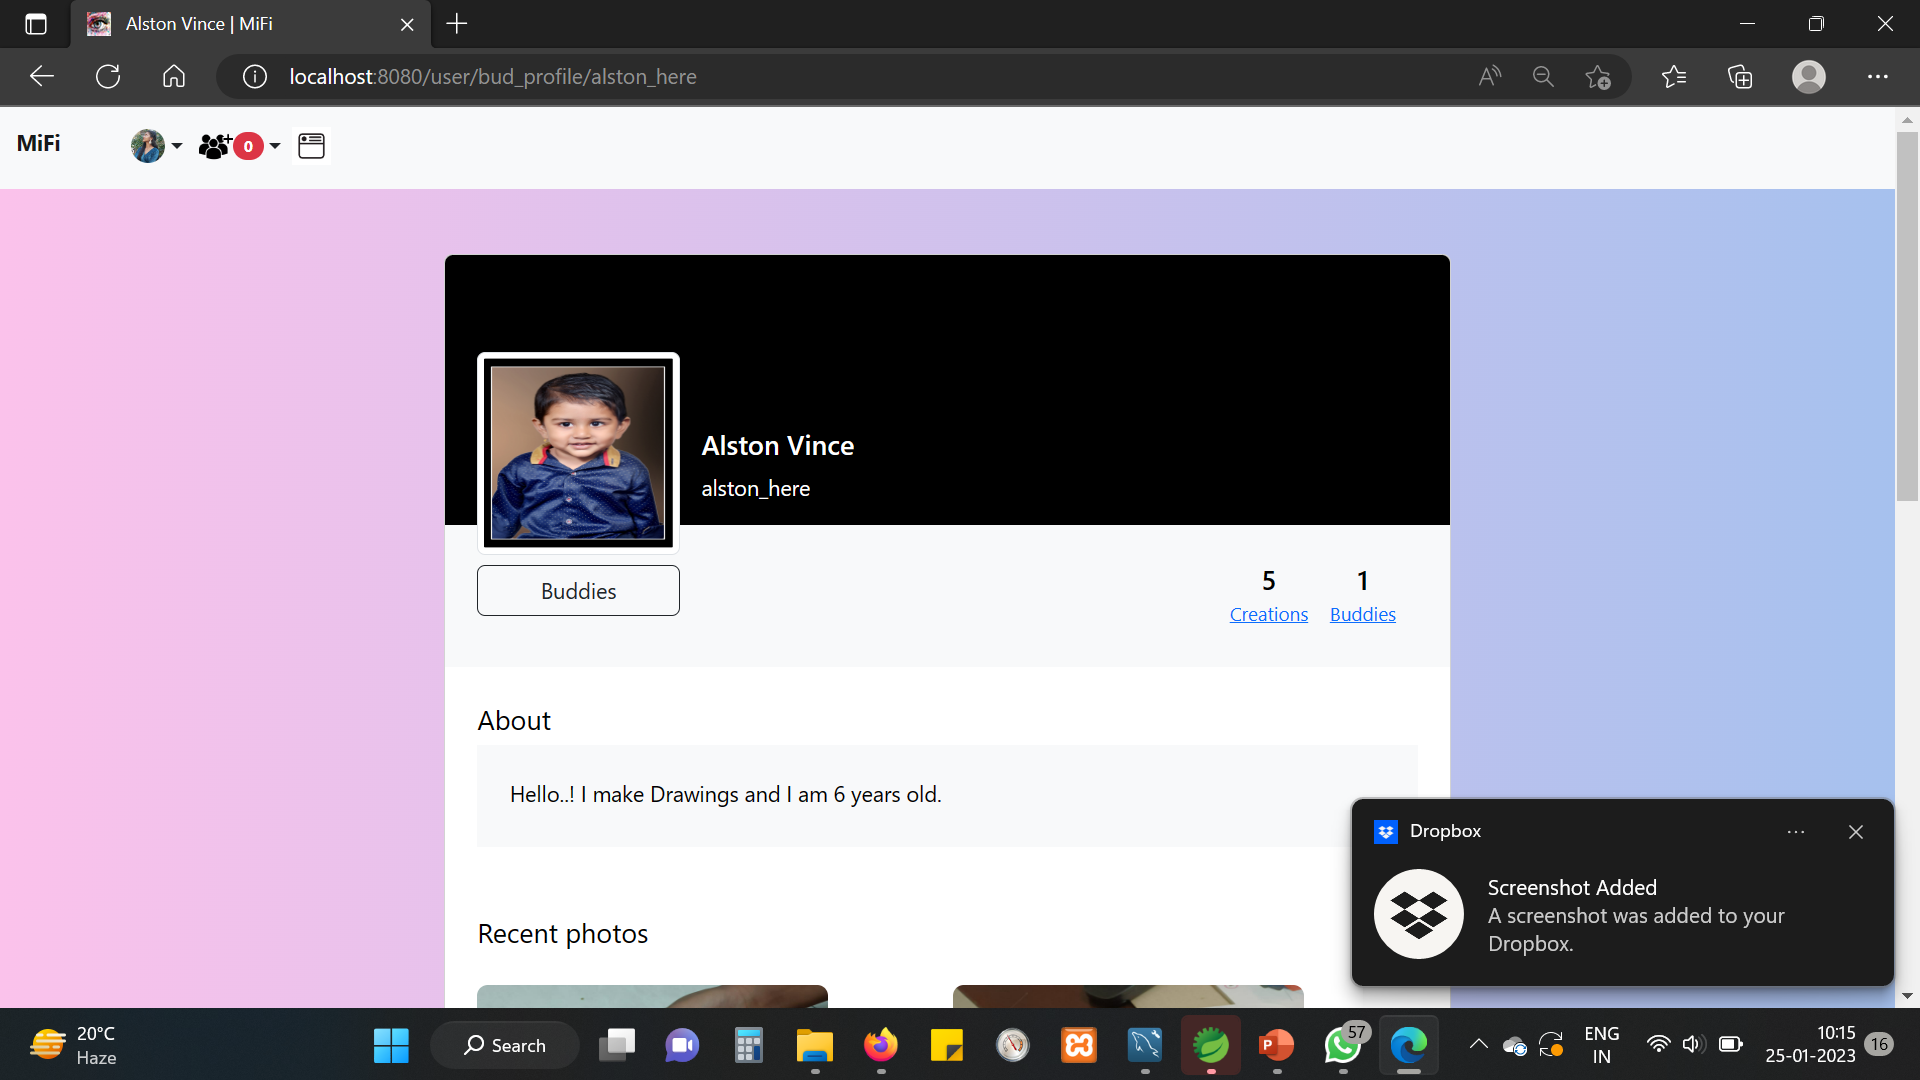 Alston Vince | MiFi
localhost:8080/user/bud_profile/alston_here
MiFi
0
Alston Vince
alston_here
Buddies
5
1
Creations
Buddies
About
Hello..! I make Drawings and I am 6 years old.
Recent photos
Dropbox
Screenshot Added
A screenshot was added to your
Dropbox.
20°C
Haze
Search
57
ENG
IN
10:15
25-01-2023
16